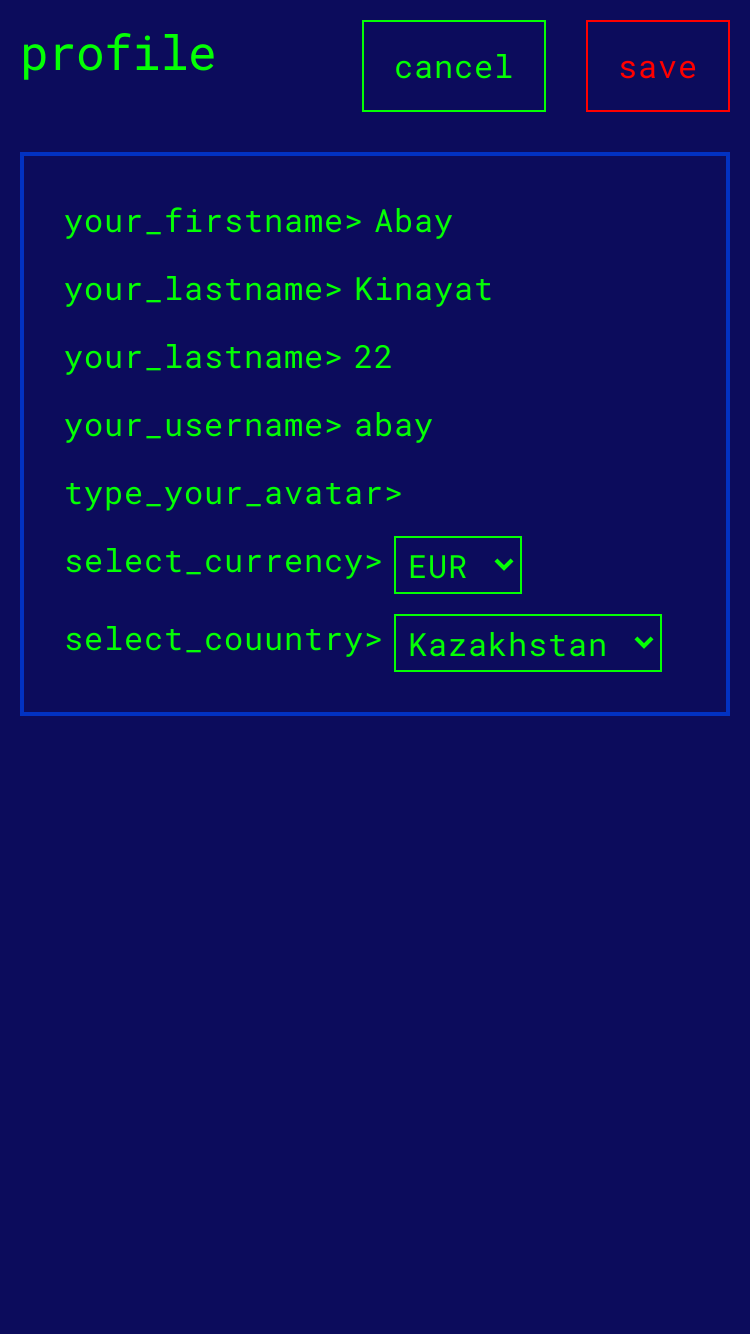 profile
cancel
save
your_firstname> Abay
your_lastname> Kinayat
your_lastname> 22
your_username> abay
type_your_avatar>
select_currency> EUR
select_couuntry> Kazakhstan